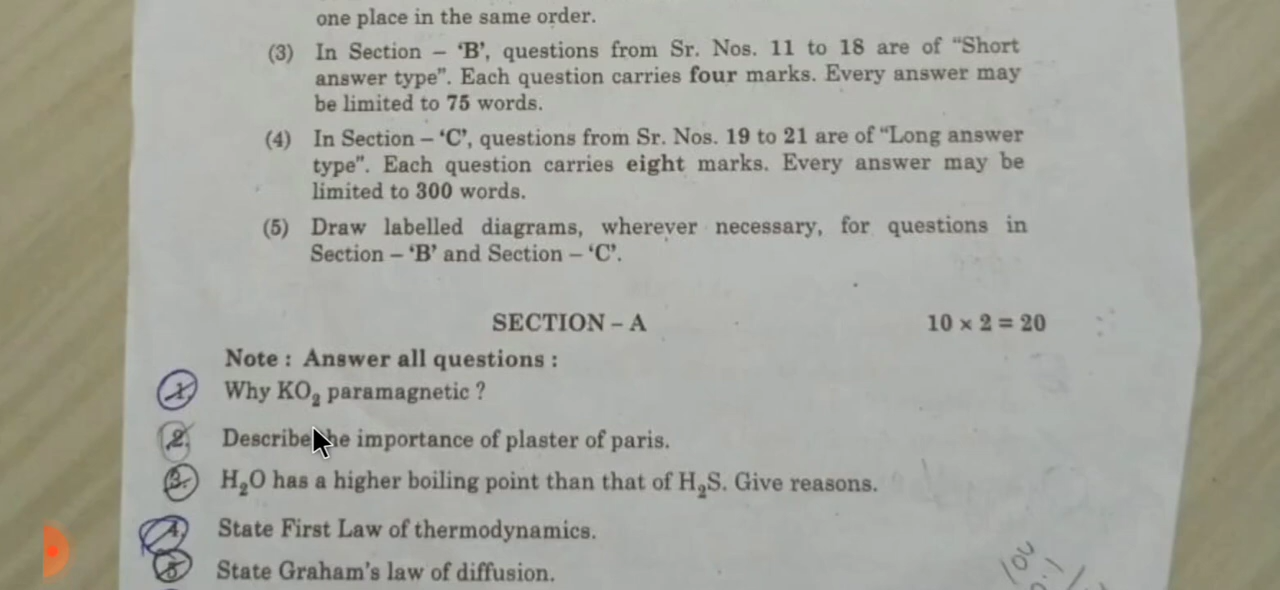 one place in the same order.
(3) In Section – 'B', questions from Sr. Nos. 11 to 18 are of "Short
answer type". Each question carries four marks. Every answer may
be limited to 75 words.
(4) In Section – 'C', questions from Sr. Nos. 19 to 21 are of "Long answer
type". Each question carries eight marks. Every answer may be
limited to 300 words.
(5) Draw labelled diagrams, wherever necessary, for questions in
Section – 'B' and Section – 'C'.
SECTION – A 10 × 2 = 20
Note : Answer all questions :
1. Why KO₂ paramagnetic ?
2. Describe the importance of plaster of paris.
3. H₂O has a higher boiling point than that of H₂S. Give reasons.
4. State First Law of thermodynamics.
5. State Graham's law of diffusion.